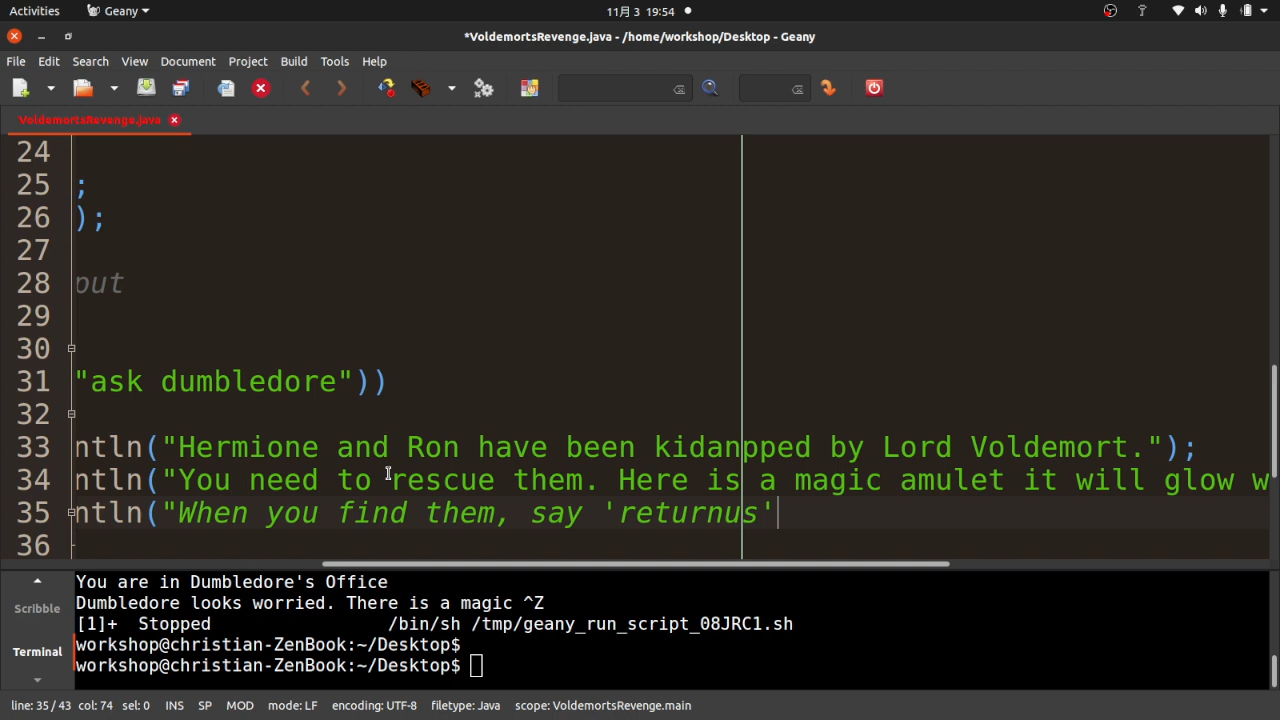 Activities Geany 11月 3 19:54
*VoldemortsRevenge.java - /home/workshop/Desktop - Geany
File Edit Search View Document Project Build Tools Help
VoldemortsRevenge.java
24
25 ;
26 );
27
28 put
29
30
31 "ask dumbledore"))
32
33 ntln("Hermione and Ron have been kidanpped by Lord Voldemort.");
34 ntln("You need to rescue them. Here is a magic amulet it will glow w
35 ntln("When you find them, say 'returnus'
36
Scribble
Terminal
You are in Dumbledore's Office
Dumbledore looks worried. There is a magic ^Z
[1]+ Stopped /bin/sh /tmp/geany_run_script_08JRC1.sh
workshop@christian-ZenBook:~/Desktop$
workshop@christian-ZenBook:~/Desktop$
line: 35 / 43 col: 74 sel: 0 INS SP MOD mode: LF encoding: UTF-8 filetype: Java scope: VoldemortsRevenge.main